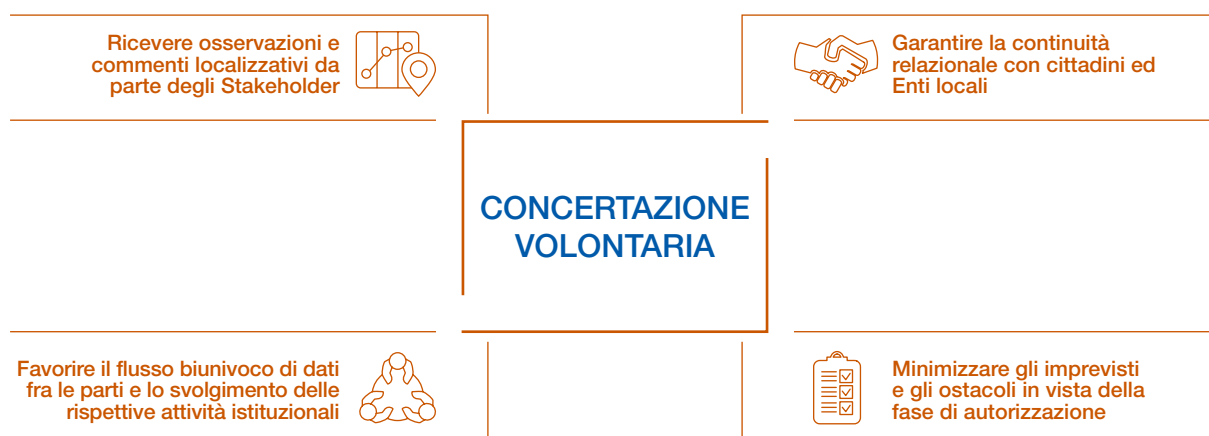 Ricevere osservazioni e
commenti localizzativi da
parte degli Stakeholder
Garantire la continuità
relazionale con cittadini ed
Enti locali
CONCERTAZIONE
VOLONTARIA
Favorire il flusso biunivoco di dati
fra le parti e lo svolgimento delle
rispettive attività istituzionali
Minimizzare gli imprevisti
e gli ostacoli in vista della
fase di autorizzazione